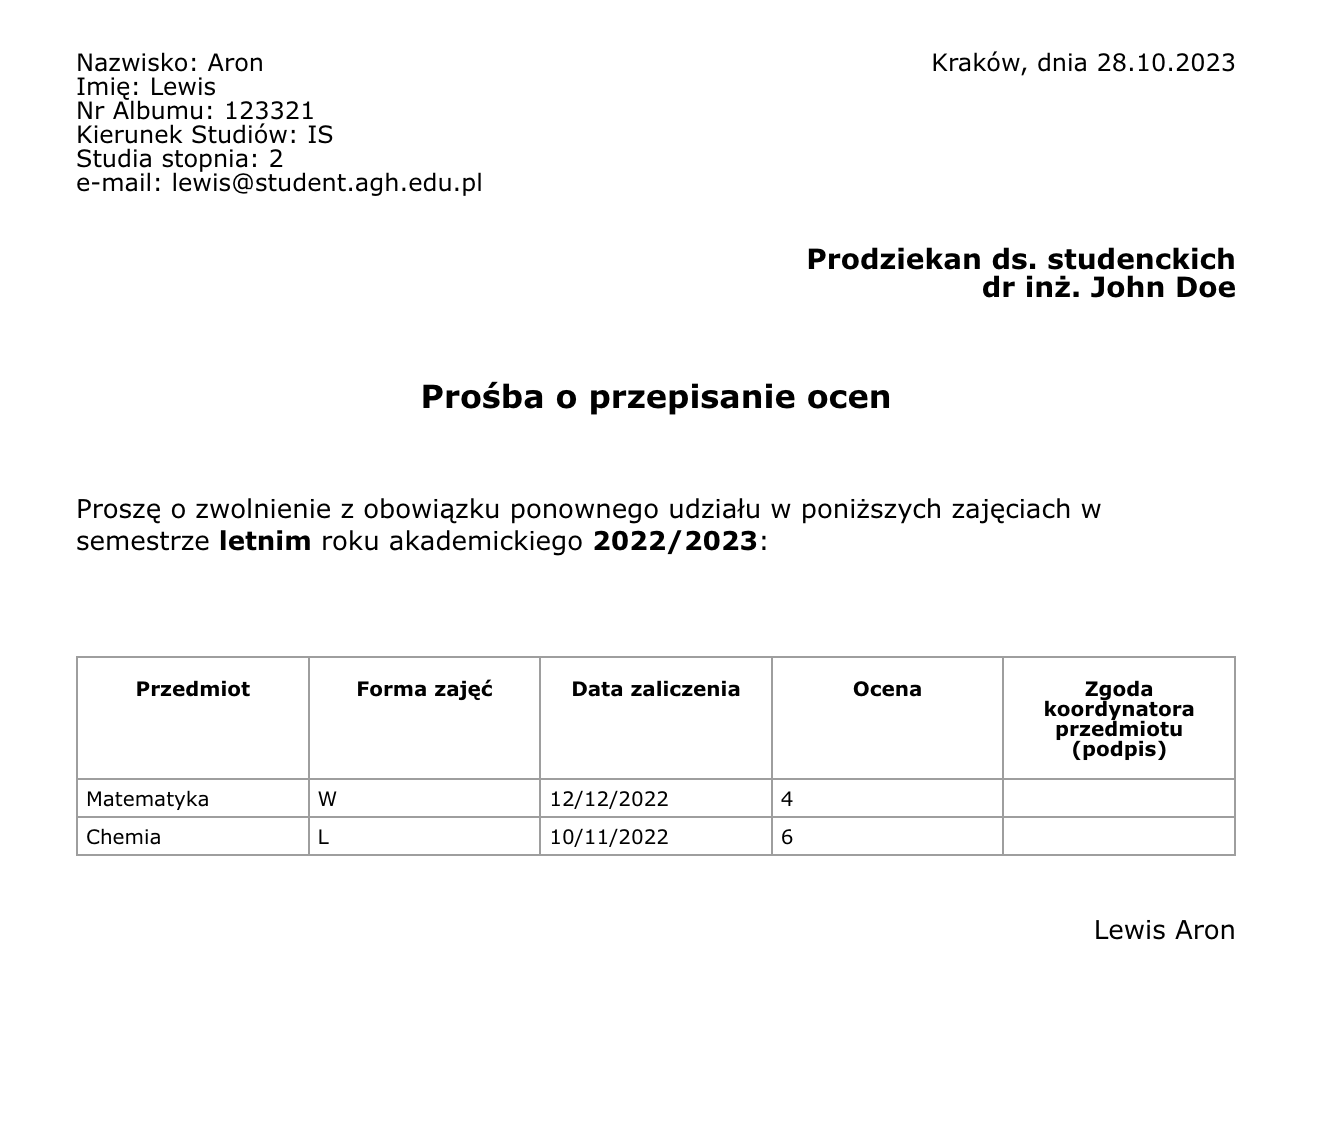 Nazwisko: Aron
Kraków, dnia 28.10.2023
Imię: Lewis
Nr Albumu: 123321
Kierunek Studiów: IS
Studia stopnia: 2
e-mail: lewis@student.agh.edu.pl
Prodziekan ds. studenckich
dr inż. John Doe
Prośba o przepisanie ocen
Proszę o zwolnienie z obowiązku ponownego udziału w poniższych zajęciach w
semestrze letnim roku akademickiego 2022/2023:
Przedmiot Forma zajęć Data zaliczenia Ocena Zgoda
koordynatora
przedmiotu
(podpis)
Matematyka W 12/12/2022 4
Chemia L 10/11/2022 6
Lewis Aron